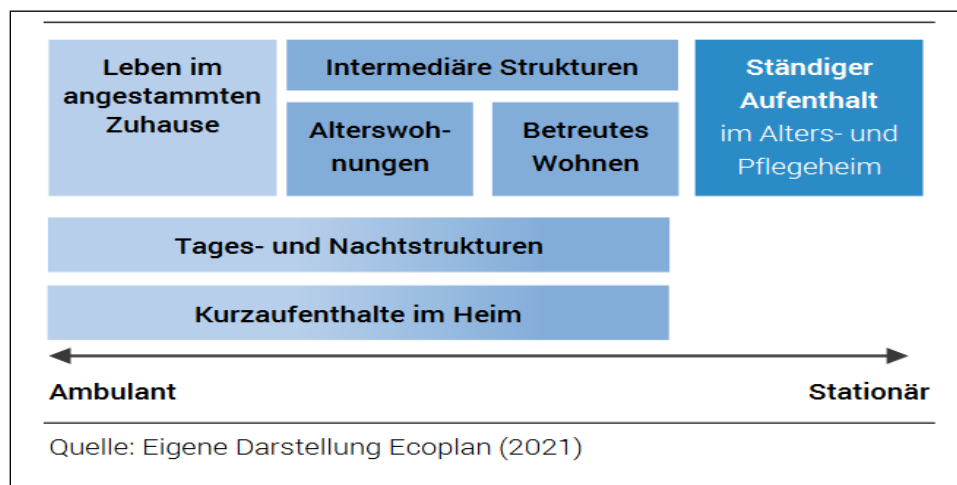 Leben im
angestammten
Zuhause
Intermediäre Strukturen
Alterswoh-
nungen
Betreutes
Wohnen
Ständiger
Aufenthalt
im Alters- und
Pflegeheim
Tages- und Nachtstrukturen
Kurzaufenthalte im Heim
Ambulant
Stationär
Quelle: Eigene Darstellung Ecoplan (2021)